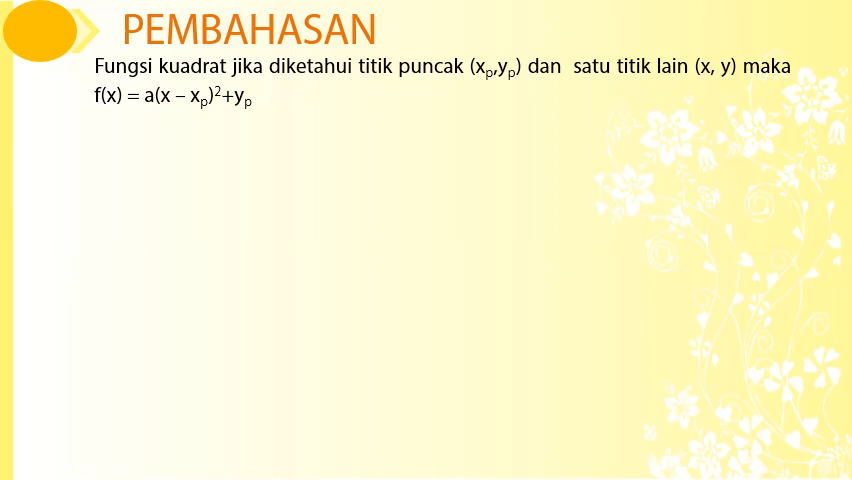 PEMBAHASAN
Fungsi kuadrat jika diketahui titik puncak (xₚ,yₚ) dan satu titik lain (x, y) maka
f(x) = a(x – xₚ)²+yₚ